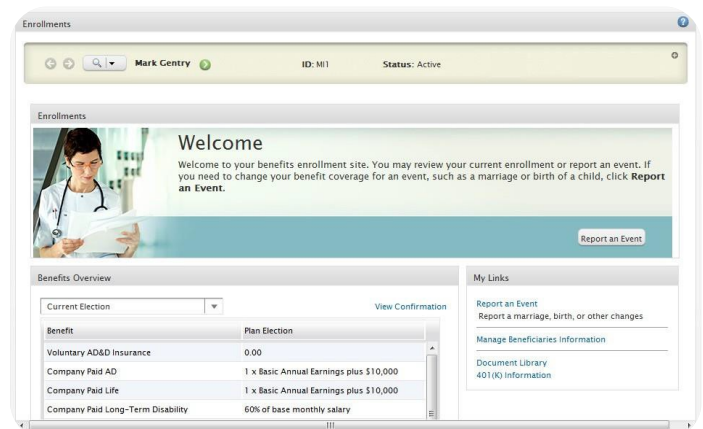 Enrollments
Mark Gentry
ID: MI1
Status: Active
Enrollments
Welcome
Welcome to your benefits enrollment site. You may review your current enrollment or report an event. If
you need to change your benefit coverage for an event, such as a marriage or birth of a child, click Report
an Event.
Report an Event
Benefits Overview
Current Election
View Confirmation
Benefit
Plan Election
Voluntary AD&D Insurance
0.00
Company Paid AD
1 x Basic Annual Earnings plus $10,000
Company Paid Life
1 x Basic Annual Earnings plus $10,000
Company Paid Long-Term Disability
60% of base monthly salary
My Links
Report an Event
Report a marriage, birth, or other changes
Manage Beneficiaries Information
Document Library
401(K) Information